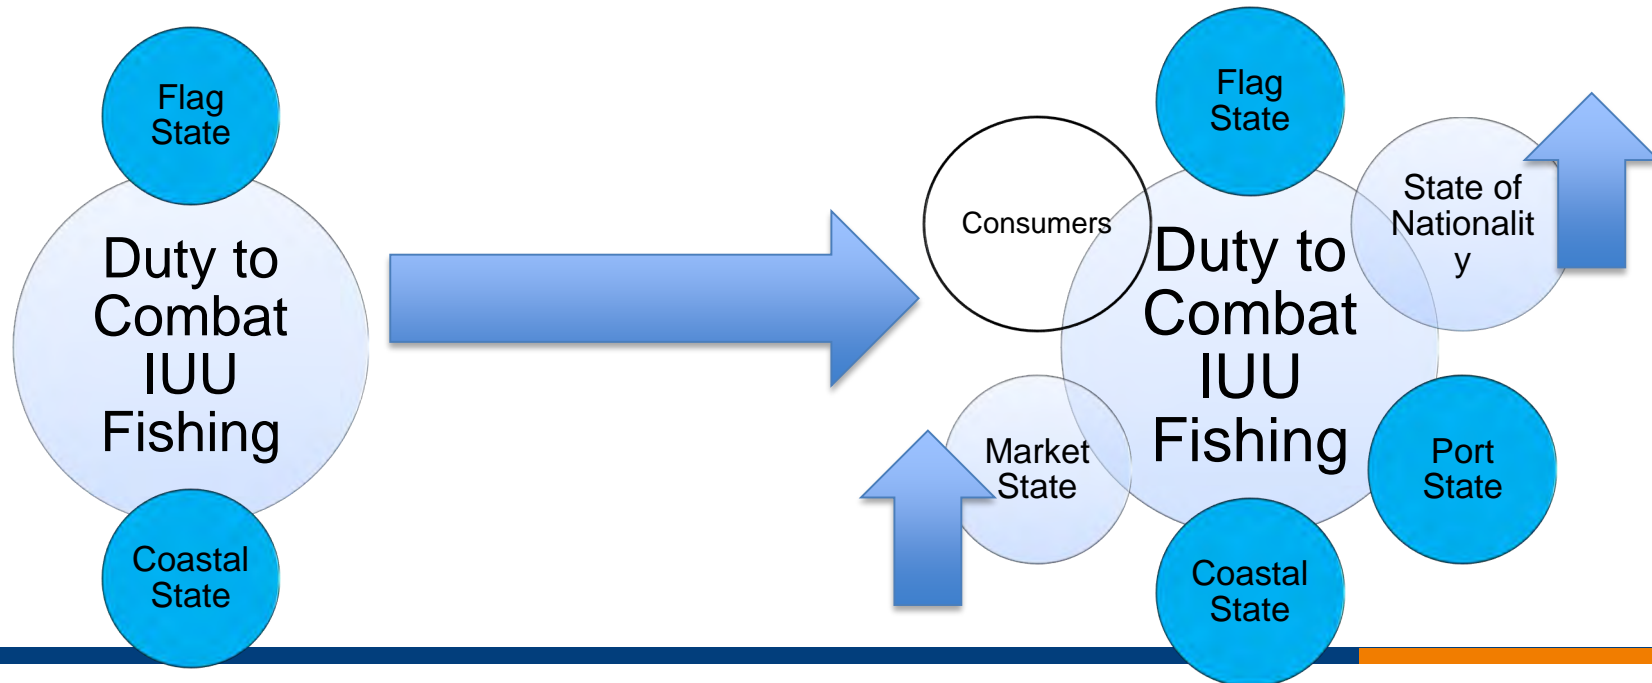 Flag
State
Duty to
Combat
IUU
Fishing
Coastal
State
Flag
State
Consumers
State of
Nationalit
y
Duty to
Combat
IUU
Fishing
Market
State
Port
State
Coastal
State